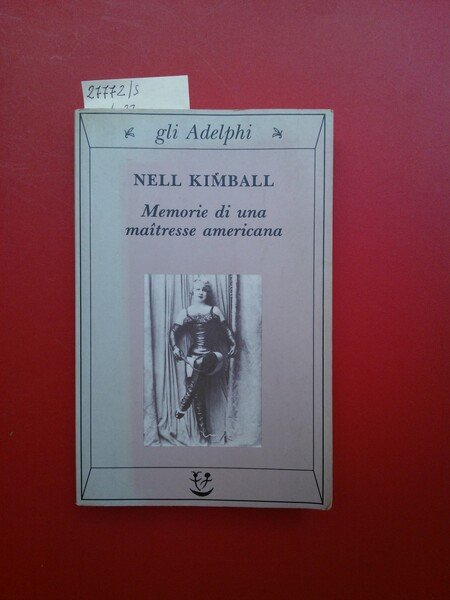 27772/S
gli Adelphi
NELL KIMBALL
Memorie di una
maîtresse americana